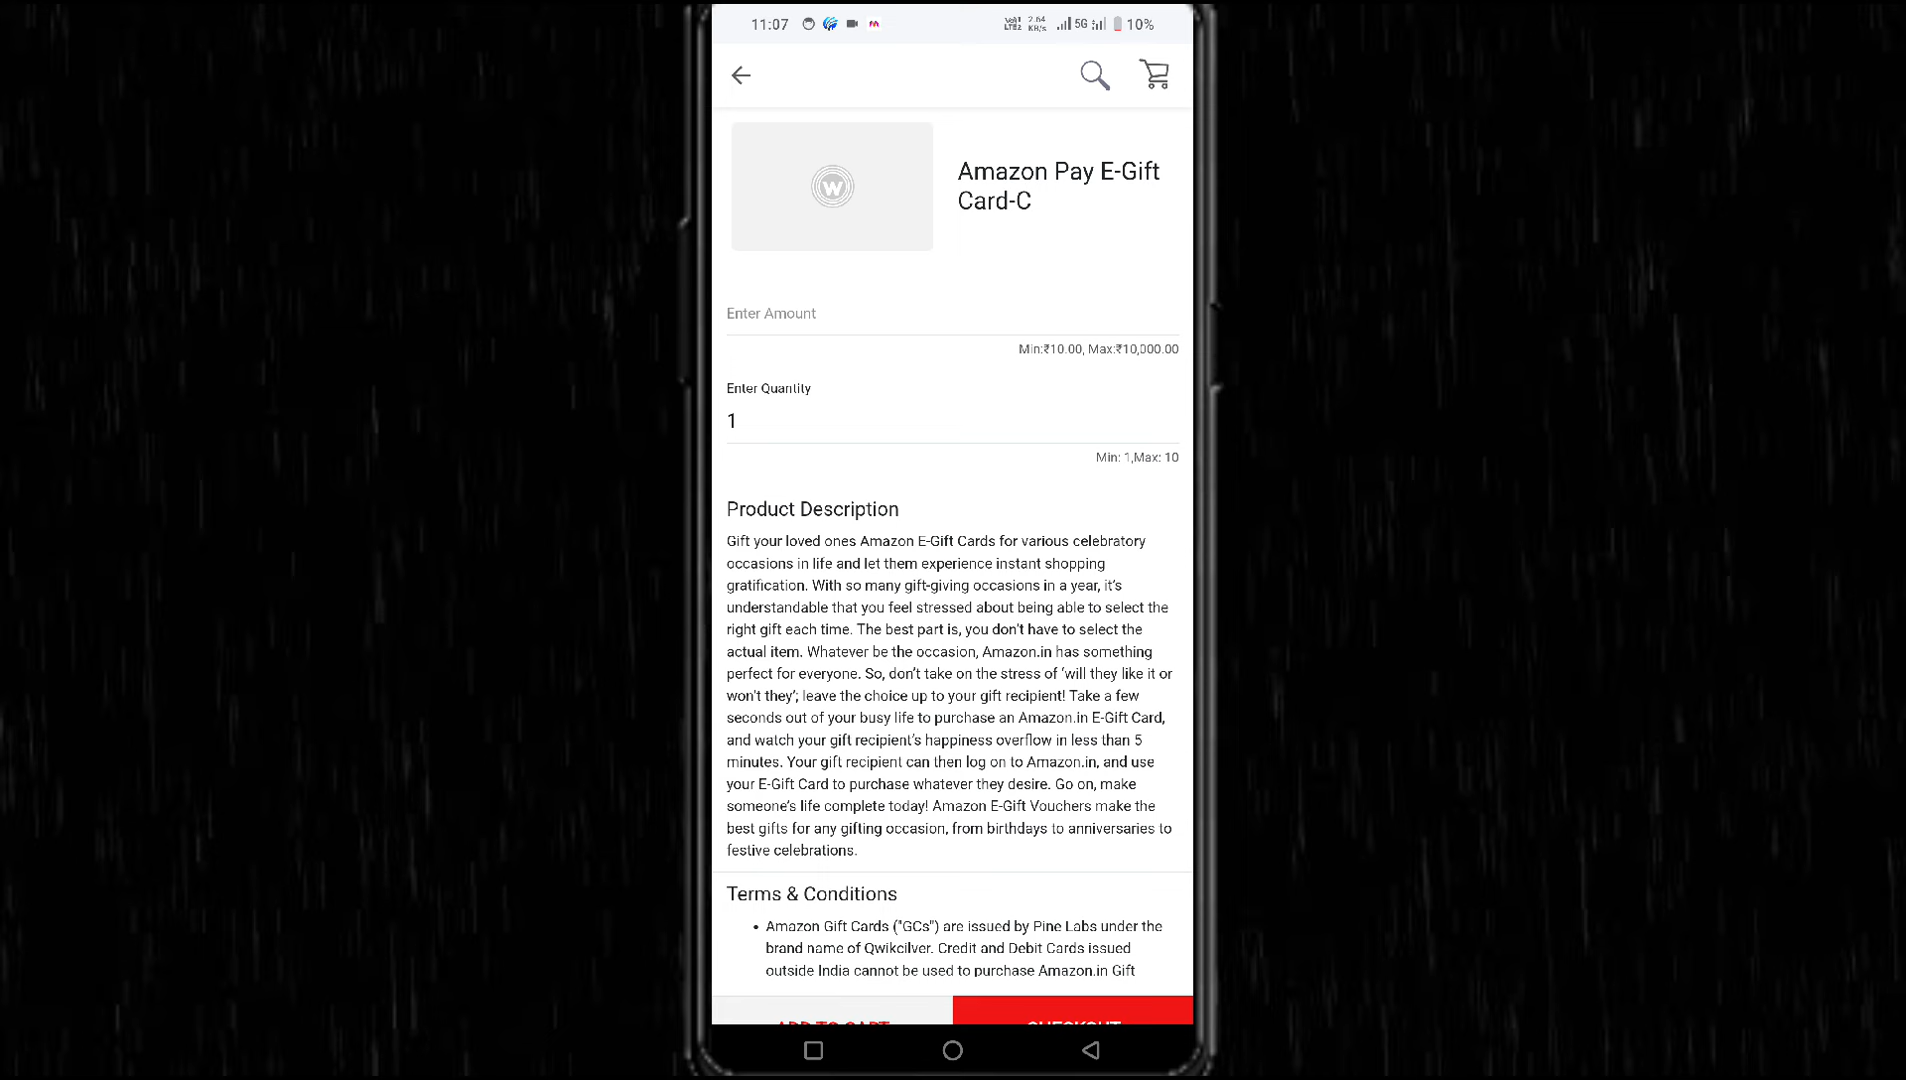 11:07
Vo))1 LTE2 2.64 KB/s 5G 10%
W
Amazon Pay E-Gift
Card-C
Enter Amount
Min:₹10.00, Max:₹10,000.00
Enter Quantity
1
Min: 1,Max: 10
Product Description
Gift your loved ones Amazon E-Gift Cards for various celebratory
occasions in life and let them experience instant shopping
gratification. With so many gift-giving occasions in a year, it’s
understandable that you feel stressed about being able to select the
right gift each time. The best part is, you don't have to select the
actual item. Whatever be the occasion, Amazon.in has something
perfect for everyone. So, don’t take on the stress of ‘will they like it or
won't they’; leave the choice up to your gift recipient! Take a few
seconds out of your busy life to purchase an Amazon.in E-Gift Card,
and watch your gift recipient’s happiness overflow in less than 5
minutes. Your gift recipient can then log on to Amazon.in, and use
your E-Gift Card to purchase whatever they desire. Go on, make
someone’s life complete today! Amazon E-Gift Vouchers make the
best gifts for any gifting occasion, from birthdays to anniversaries to
festive celebrations.
Terms & Conditions
• Amazon Gift Cards ("GCs") are issued by Pine Labs under the
brand name of Qwikcilver. Credit and Debit Cards issued
outside India cannot be used to purchase Amazon.in Gift
ADD TO CART CHECKOUT